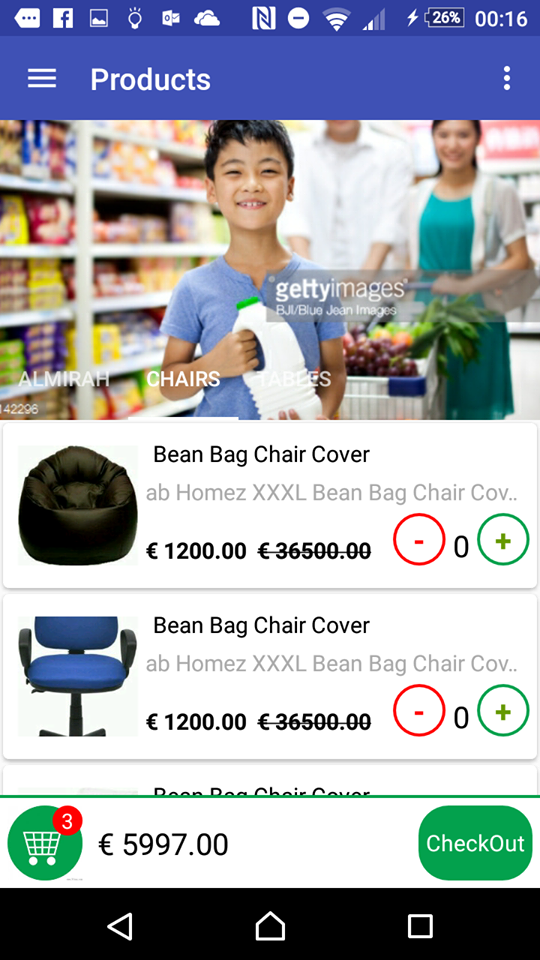 26%
00:16
Products
gettyimages
BJI/Blue Jean Images
ALMIRAH
CHAIRS
TABLES
142296
Bean Bag Chair Cover
ab Homez XXXL Bean Bag Chair Cov..
€ 1200.00 € 36500.00
- 0 +
Bean Bag Chair Cover
ab Homez XXXL Bean Bag Chair Cov..
€ 1200.00 € 36500.00
- 0 +
Bean Bag Chair Cover
3
€ 5997.00
CheckOut